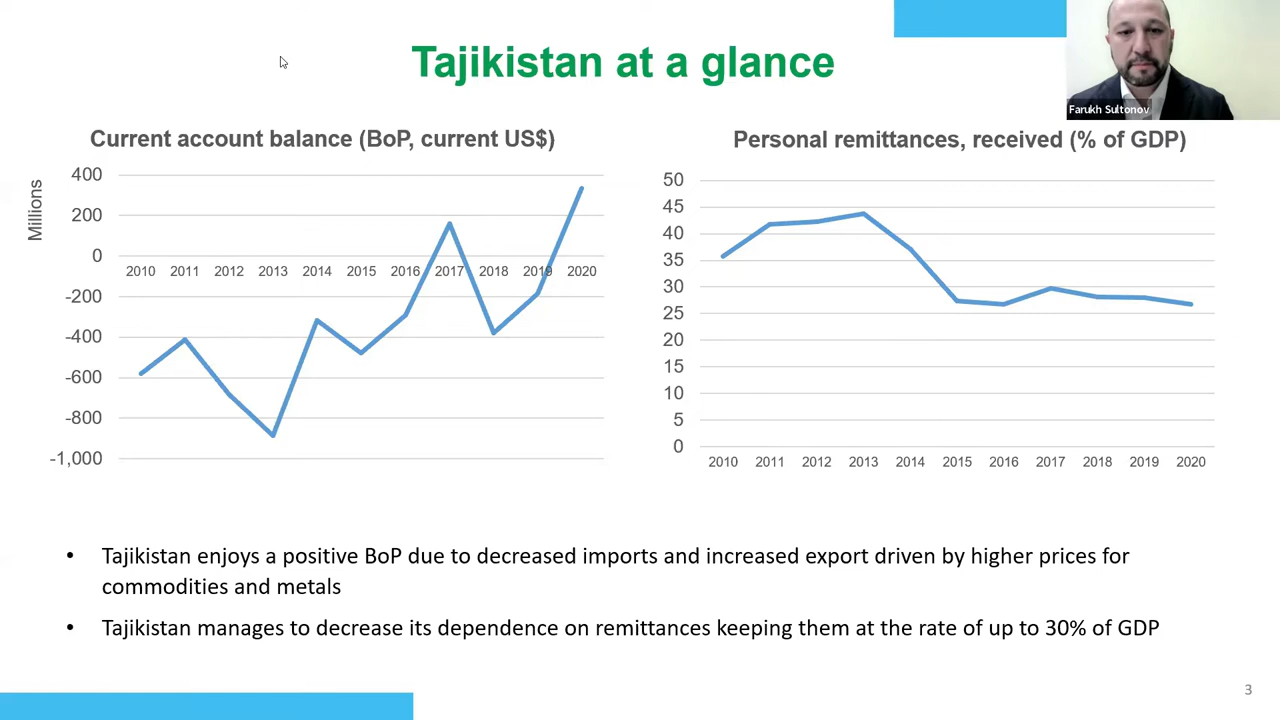 Tajikistan at a glance
Farukh Sultonov
Current account balance (BoP, current US$)
Millions
400
200
0
-200
-400
-600
-800
-1,000
2010 2011 2012 2013 2014 2015 2016 2017 2018 2019 2020
Personal remittances, received (% of GDP)
50
45
40
35
30
25
20
15
10
5
0
2010 2011 2012 2013 2014 2015 2016 2017 2018 2019 2020
• Tajikistan enjoys a positive BoP due to decreased imports and increased export driven by higher prices for
commodities and metals
• Tajikistan manages to decrease its dependence on remittances keeping them at the rate of up to 30% of GDP
3